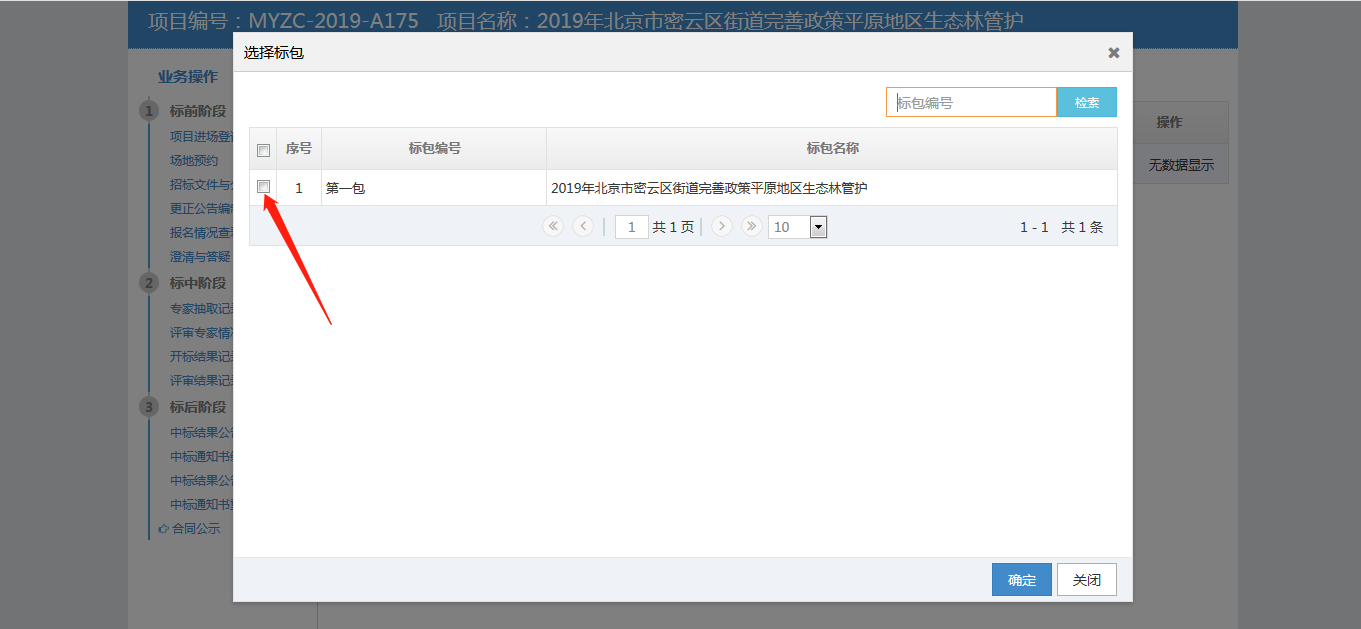 项目编号：MYZC-2019-A175 项目名称：2019年北京市密云区街道完善政策平原地区生态林管护
选择标包
业务操作
标包编号 检索
1 标前阶段
操作
项目进场登
序号 标包编号 标包名称
场地预约
无数据显示
招标文件与
1 第一包 2019年北京市密云区街道完善政策平原地区生态林管护
更正公告编
报名情况查
1 共 1 页 10 1 - 1 共 1 条
澄清与答疑
2 标中阶段
专家抽取记
评审专家情
开标结果记
评审结果记
3 标后阶段
中标结果公
中标通知书
中标结果公
中标通知书
合同公示
确定 关闭